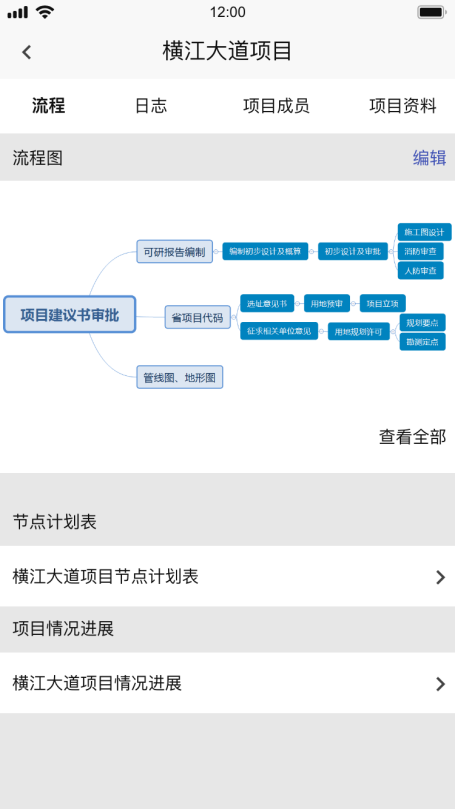 12:00
横江大道项目
流程 日志 项目成员 项目资料
流程图 编辑
项目建议书审批
可研报告编制
编制初步设计及概算
初步设计及审批
施工图设计
消防审查
人防审查
省项目代码
选址意见书
用地预审
项目立项
征求相关单位意见
用地规划许可
规划要点
勘测定点
管线图、地形图
查看全部
节点计划表
横江大道项目节点计划表
项目情况进展
横江大道项目情况进展